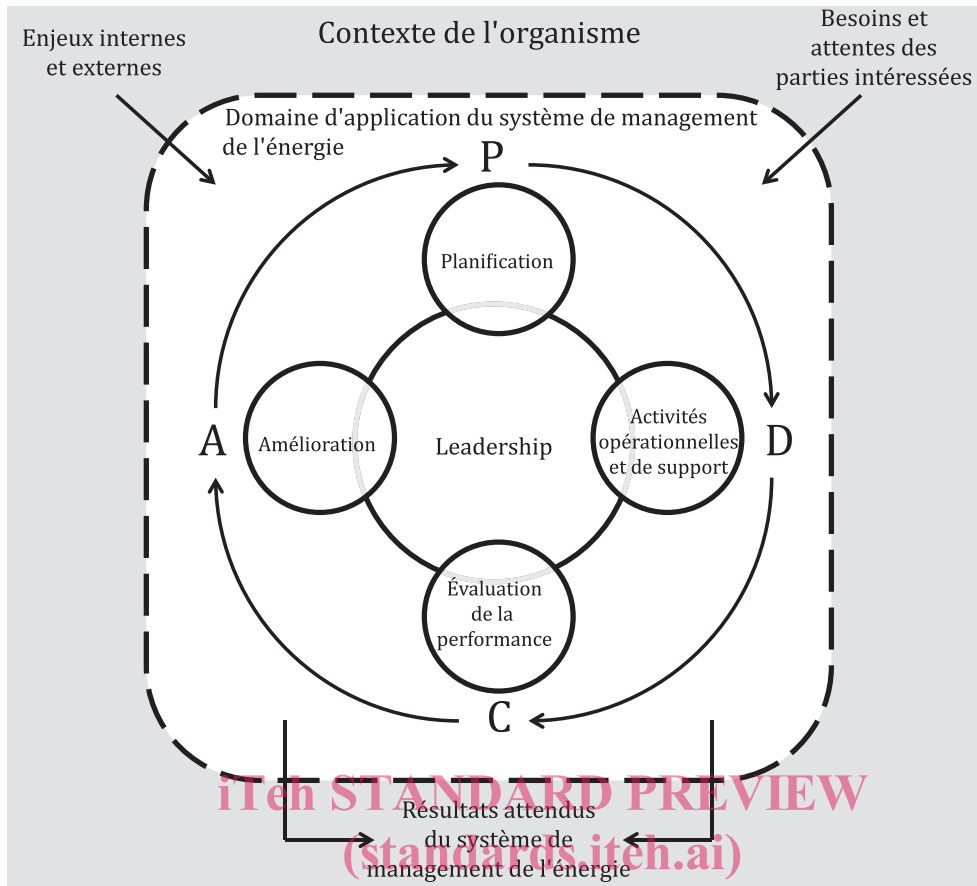 Contexte de l'organisme
Enjeux internes
et externes
Besoins et
attentes des
parties intéressées
Domaine d'application du système de management
de l'énergie
P
Planification
A
Amélioration
Leadership
Activités
opérationnelles
et de support
D
Évaluation
de la
performance
C
iTeh STANDARD PREVIEW
(standards.iteh.ai)
Résultats attendus
du système de
management de l'énergie